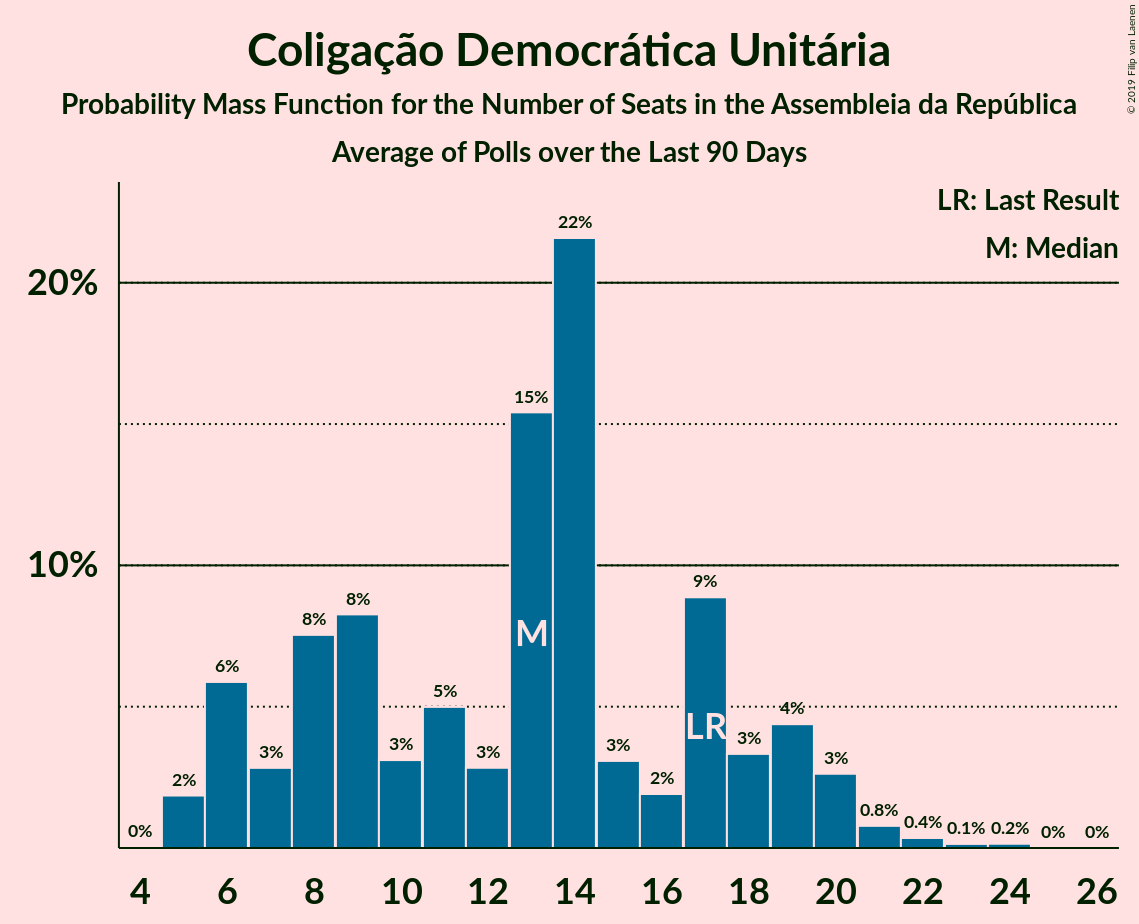 Coligação Democrática Unitária
Probability Mass Function for the Number of Seats in the Assembleia da República
Average of Polls over the Last 90 Days
© 2019 Filip van Laenen
LR: Last Result
M: Median
20%
10%
0%
2%
6%
3%
8%
8%
3%
5%
3%
15%
22%
3%
2%
9%
3%
4%
3%
0.8%
0.4%
0.1%
0.2%
0%
0%
M
LR
4 6 8 10 12 14 16 18 20 22 24 26